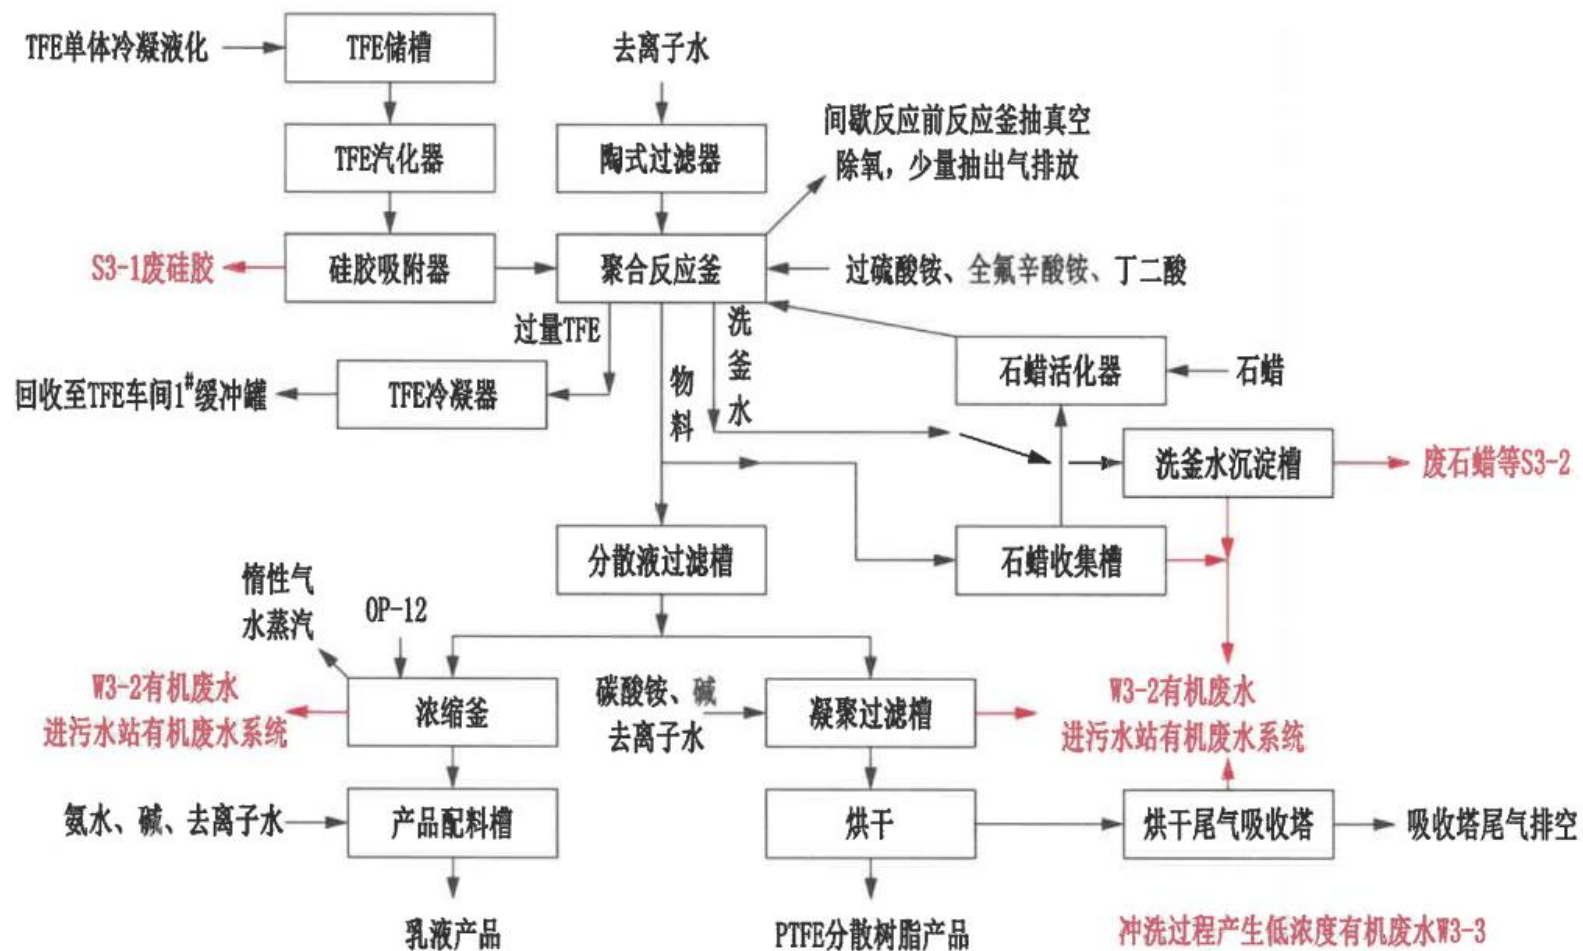 TFE单体冷凝液化
TFE储槽
去离子水
TFE汽化器
陶式过滤器
间歇反应前反应釜抽真空
除氧，少量抽出气排放
S3-1废硅胶
硅胶吸附器
聚合反应釜
过硫酸铵、全氟辛酸铵、丁二酸
过量TFE
物料
洗釜水
回收至TFE车间1#缓冲罐
TFE冷凝器
石蜡活化器
石蜡
洗釜水沉淀槽
废石蜡等S3-2
分散液过滤槽
石蜡收集槽
惰性气
水蒸汽
OP-12
W3-2有机废水
进污水站有机废水系统
浓缩釜
碳酸铵、碱
去离子水
凝聚过滤槽
W3-2有机废水
进污水站有机废水系统
氨水、碱、去离子水
产品配料槽
烘干
烘干尾气吸收塔
吸收塔尾气排空
乳液产品
PTFE分散树脂产品
冲洗过程产生低浓度有机废水W3-3